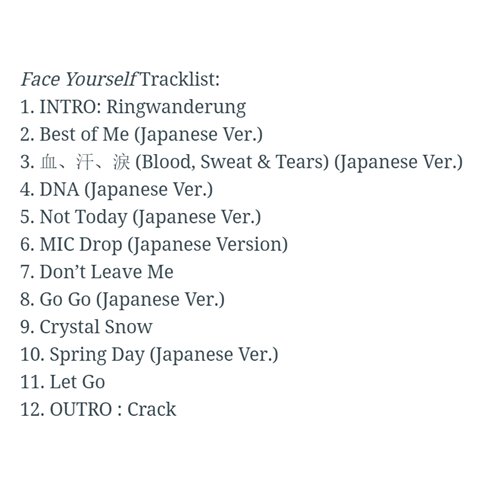 Face Yourself Tracklist:
1. INTRO: Ringwanderung
2. Best of Me (Japanese Ver.)
3. 血、汗、涙 (Blood, Sweat & Tears) (Japanese Ver.)
4. DNA (Japanese Ver.)
5. Not Today (Japanese Ver.)
6. MIC Drop (Japanese Version)
7. Don’t Leave Me
8. Go Go (Japanese Ver.)
9. Crystal Snow
10. Spring Day (Japanese Ver.)
11. Let Go
12. OUTRO : Crack